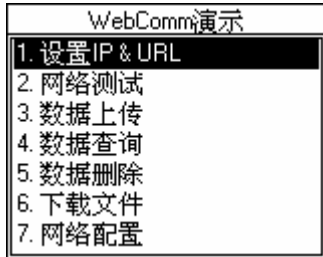 WebComm演示
1. 设置IP & URL
2. 网络测试
3. 数据上传
4. 数据查询
5. 数据删除
6. 下载文件
7. 网络配置